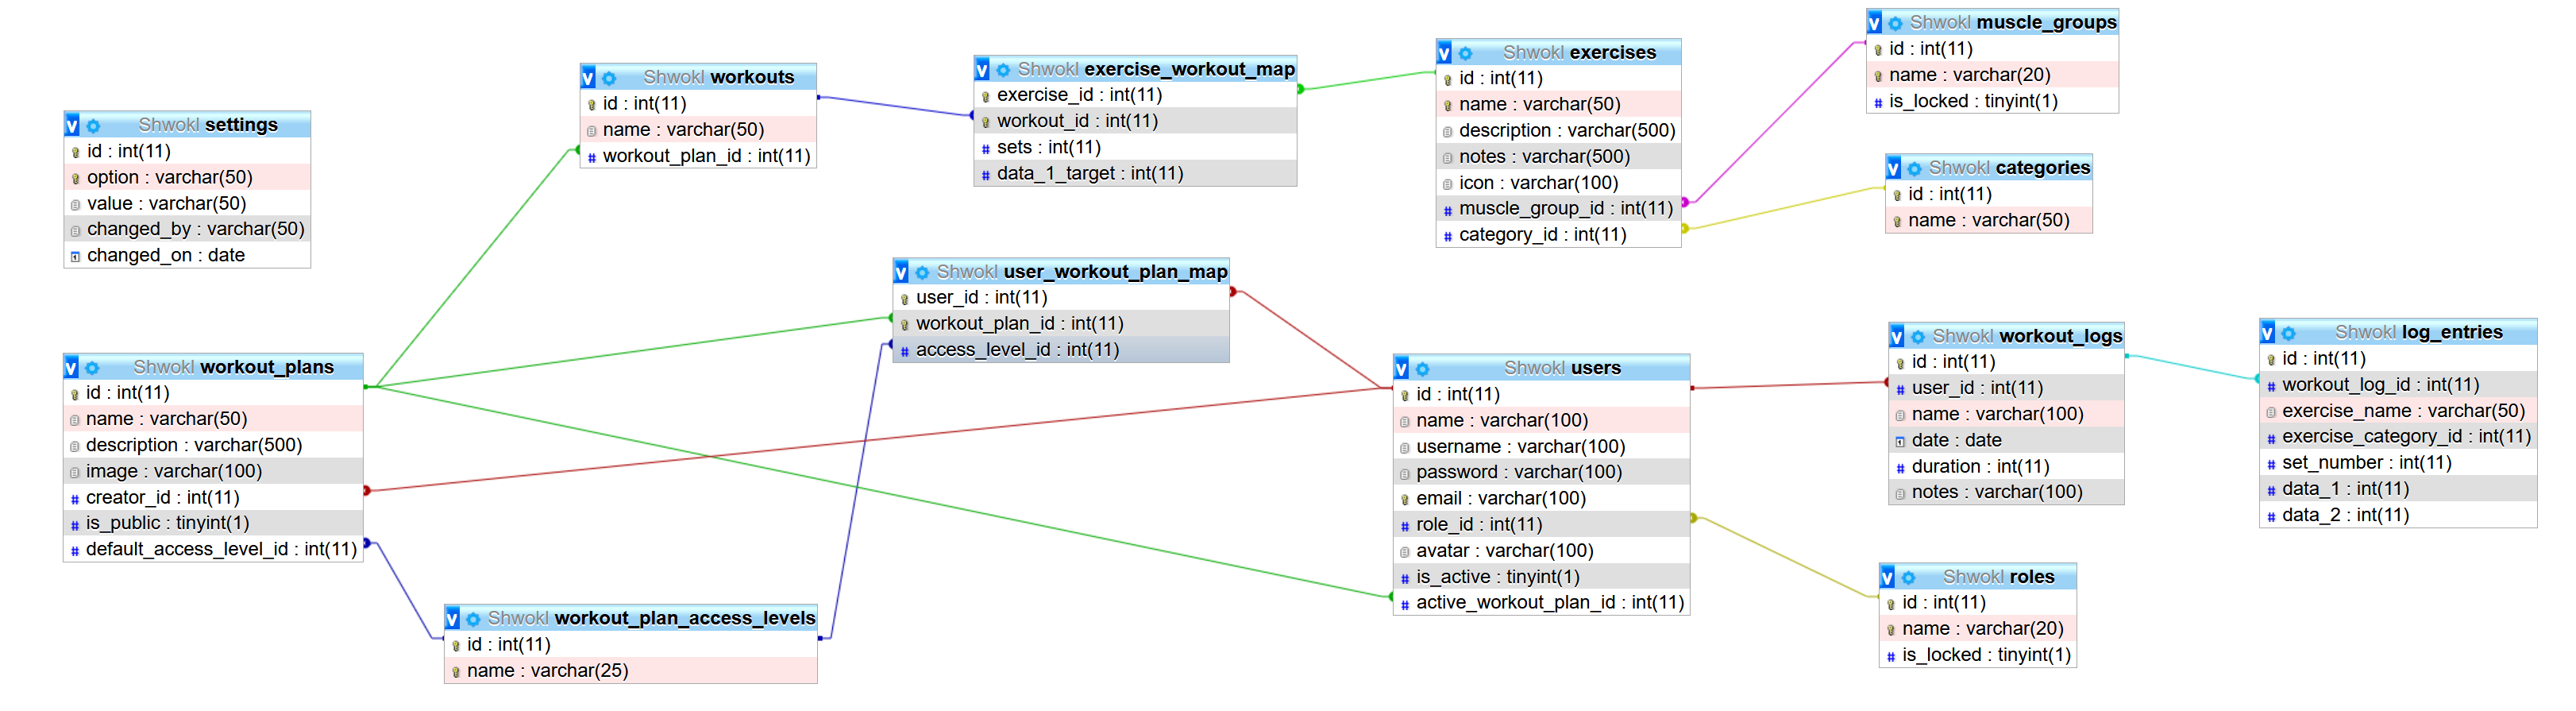 Shwokl settings
id : int(11)
option : varchar(50)
value : varchar(50)
changed_by : varchar(50)
changed_on : date
Shwokl workouts
id : int(11)
name : varchar(50)
workout_plan_id : int(11)
Shwokl exercise_workout_map
exercise_id : int(11)
workout_id : int(11)
sets : int(11)
data_1_target : int(11)
Shwokl exercises
id : int(11)
name : varchar(50)
description : varchar(500)
notes : varchar(500)
icon : varchar(100)
muscle_group_id : int(11)
category_id : int(11)
Shwokl muscle_groups
id : int(11)
name : varchar(20)
is_locked : tinyint(1)
Shwokl categories
id : int(11)
name : varchar(50)
Shwokl workout_plans
id : int(11)
name : varchar(50)
description : varchar(500)
image : varchar(100)
creator_id : int(11)
is_public : tinyint(1)
default_access_level_id : int(11)
Shwokl user_workout_plan_map
user_id : int(11)
workout_plan_id : int(11)
access_level_id : int(11)
Shwokl users
id : int(11)
name : varchar(100)
username : varchar(100)
password : varchar(100)
email : varchar(100)
role_id : int(11)
avatar : varchar(100)
is_active : tinyint(1)
active_workout_plan_id : int(11)
Shwokl workout_logs
id : int(11)
user_id : int(11)
name : varchar(100)
date : date
duration : int(11)
notes : varchar(100)
Shwokl log_entries
id : int(11)
workout_log_id : int(11)
exercise_name : varchar(50)
exercise_category_id : int(11)
set_number : int(11)
data_1 : int(11)
data_2 : int(11)
Shwokl workout_plan_access_levels
id : int(11)
name : varchar(25)
Shwokl roles
id : int(11)
name : varchar(20)
is_locked : tinyint(1)